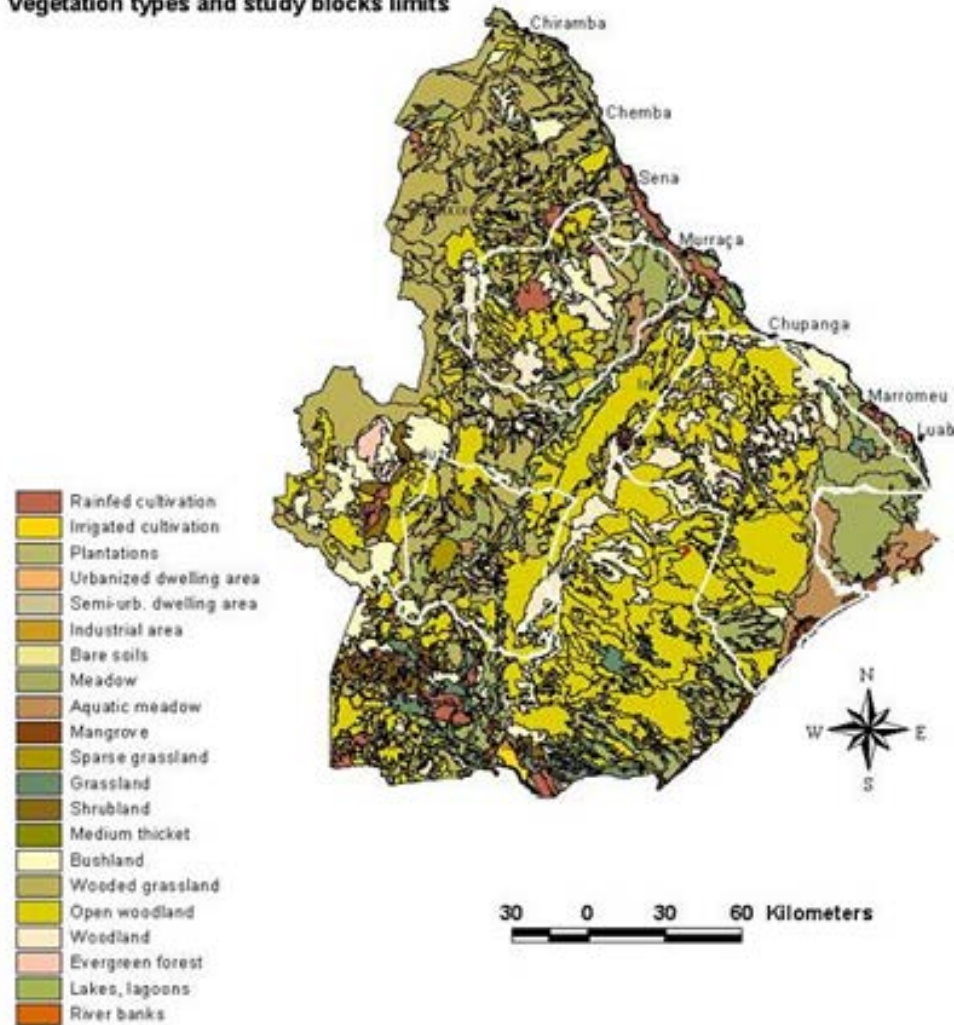 Vegetation types and study blocks limits
Chiramba
Chemba
Sena
Murraça
Chupanga
Marromeu
Luab
Rainfed cultivation
Irrigated cultivation
Plantations
Urbanized dwelling area
Semi-urb. dwelling area
Industrial area
Bare soils
Meadow
Aquatic meadow
Mangrove
Sparse grassland
Grassland
Shrubland
Medium thicket
Bushland
Wooded grassland
Open woodland
Woodland
Evergreen forest
Lakes, lagoons
River banks
N
W E
S
30 0 30 60 Kilometers